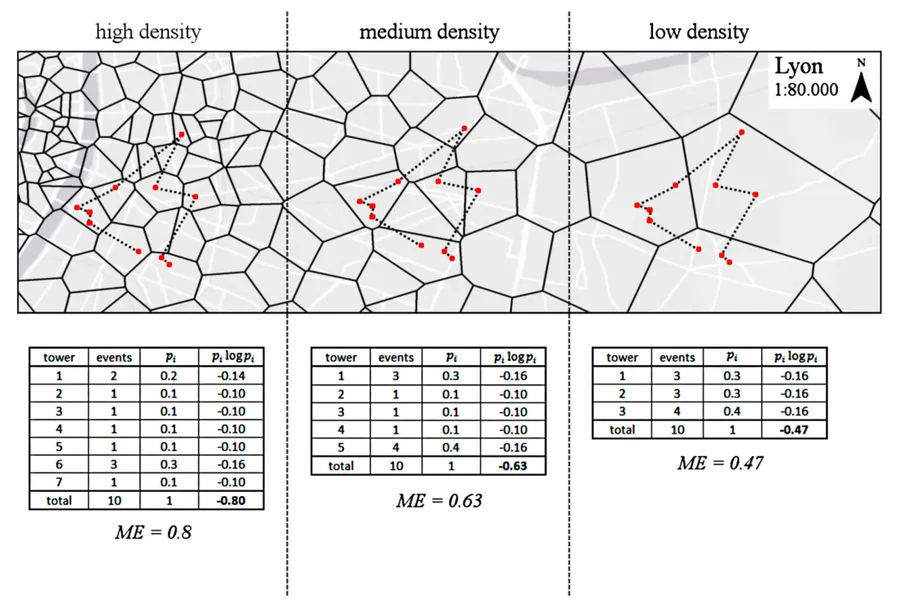 high density
medium density
low density
Lyon
N
1:80.000
tower events pᵢ pᵢ log pᵢ
1 2 0.2 -0.14
2 1 0.1 -0.10
3 1 0.1 -0.10
4 1 0.1 -0.10
5 1 0.1 -0.10
6 3 0.3 -0.16
7 1 0.1 -0.10
total 10 1 -0.80
ME = 0.8
tower events pᵢ pᵢ log pᵢ
1 3 0.3 -0.16
2 1 0.1 -0.10
3 1 0.1 -0.10
4 1 0.1 -0.10
5 4 0.4 -0.16
total 10 1 -0.63
ME = 0.63
tower events pᵢ pᵢ log pᵢ
1 3 0.3 -0.16
2 3 0.3 -0.16
3 4 0.4 -0.16
total 10 1 -0.47
ME = 0.47